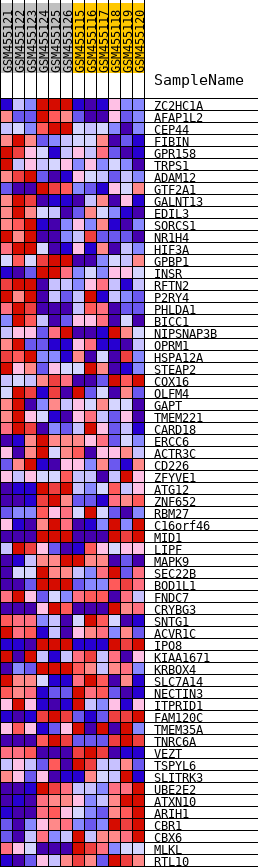 GSM455121
GSM455122
GSM455123
GSM455124
GSM455125
GSM455126
GSM455115
GSM455116
GSM455117
GSM455118
GSM455119
GSM455120
SampleName
ZC2HC1A
AFAP1L2
CEP44
FIBIN
GPR158
TRPS1
ADAM12
GTF2A1
GALNT13
EDIL3
SORCS1
NR1H4
HIF3A
GPBP1
INSR
RFTN2
P2RY4
PHLDA1
BICC1
NIPSNAP3B
OPRM1
HSPA12A
STEAP2
COX16
OLFM4
GAPT
TMEM221
CARD18
ERCC6
ACTR3C
CD226
ZFYVE1
ATG12
ZNF652
RBM27
C16orf46
MID1
LIPF
MAPK9
SEC22B
BOD1L1
FNDC7
CRYBG3
SNTG1
ACVR1C
IPO8
KIAA1671
KRBOX4
SLC7A14
NECTIN3
ITPRID1
FAM120C
TMEM35A
TNRC6A
VEZT
TSPYL6
SLITRK3
UBE2E2
ATXN10
ARIH1
CBR1
CBX6
MLKL
RTL10